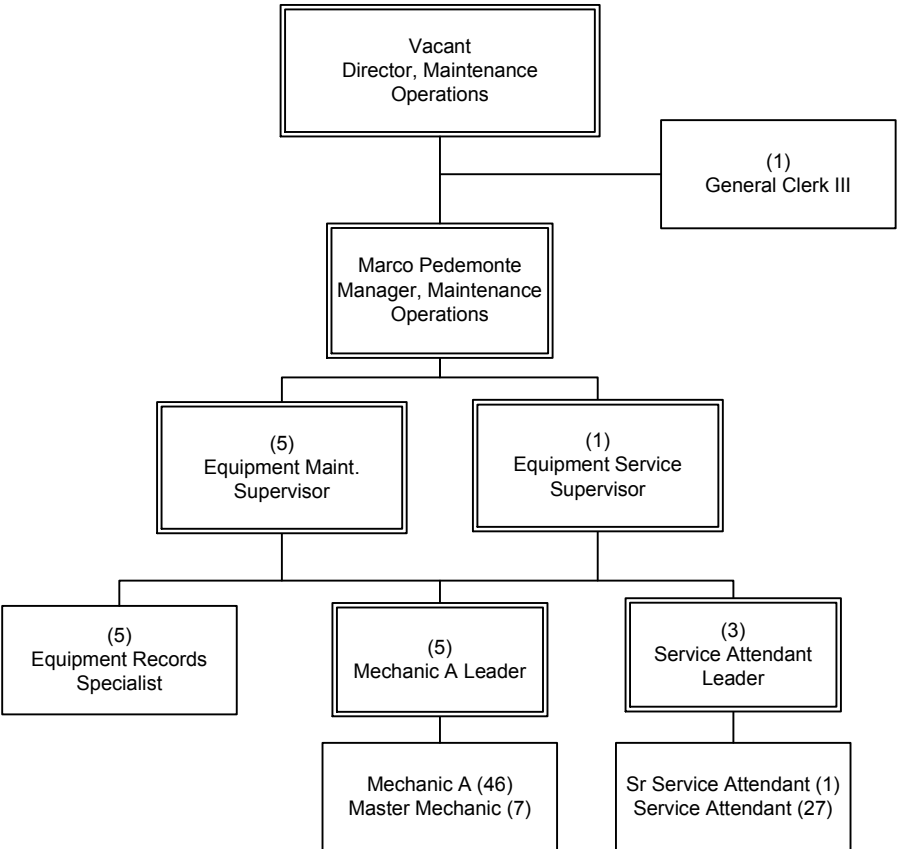 Vacant
Director, Maintenance
Operations
(1)
General Clerk III
Marco Pedemonte
Manager, Maintenance
Operations
(5)
Equipment Maint.
Supervisor
(1)
Equipment Service
Supervisor
(5)
Equipment Records
Specialist
(5)
Mechanic A Leader
(3)
Service Attendant
Leader
Mechanic A (46)
Master Mechanic (7)
Sr Service Attendant (1)
Service Attendant (27)